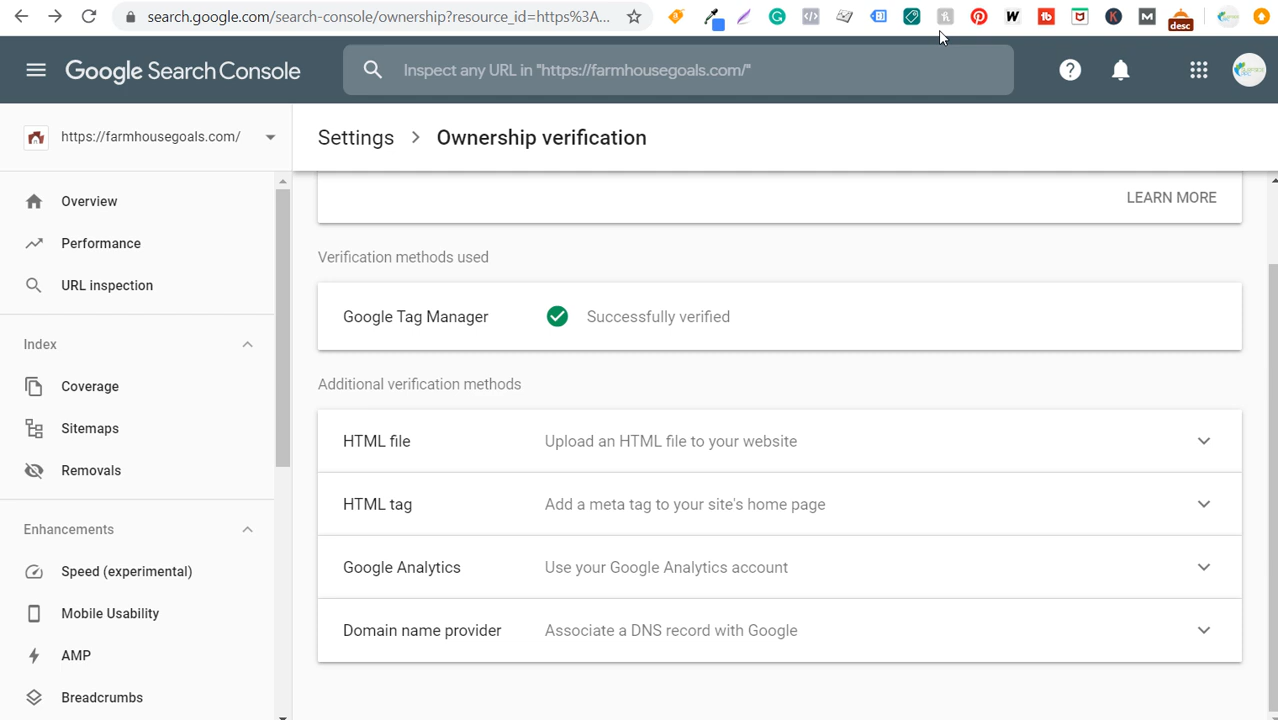 search.google.com/search-console/ownership?resource_id=https%3A...
desc
Google Search Console
Inspect any URL in "https://farmhousegoals.com/"
https://farmhousegoals.com/
Settings > Ownership verification
Overview
Performance
URL inspection
Index
Coverage
Sitemaps
Removals
Enhancements
Speed (experimental)
Mobile Usability
AMP
Breadcrumbs
LEARN MORE
Verification methods used
Google Tag Manager Successfully verified
Additional verification methods
HTML file Upload an HTML file to your website
HTML tag Add a meta tag to your site's home page
Google Analytics Use your Google Analytics account
Domain name provider Associate a DNS record with Google